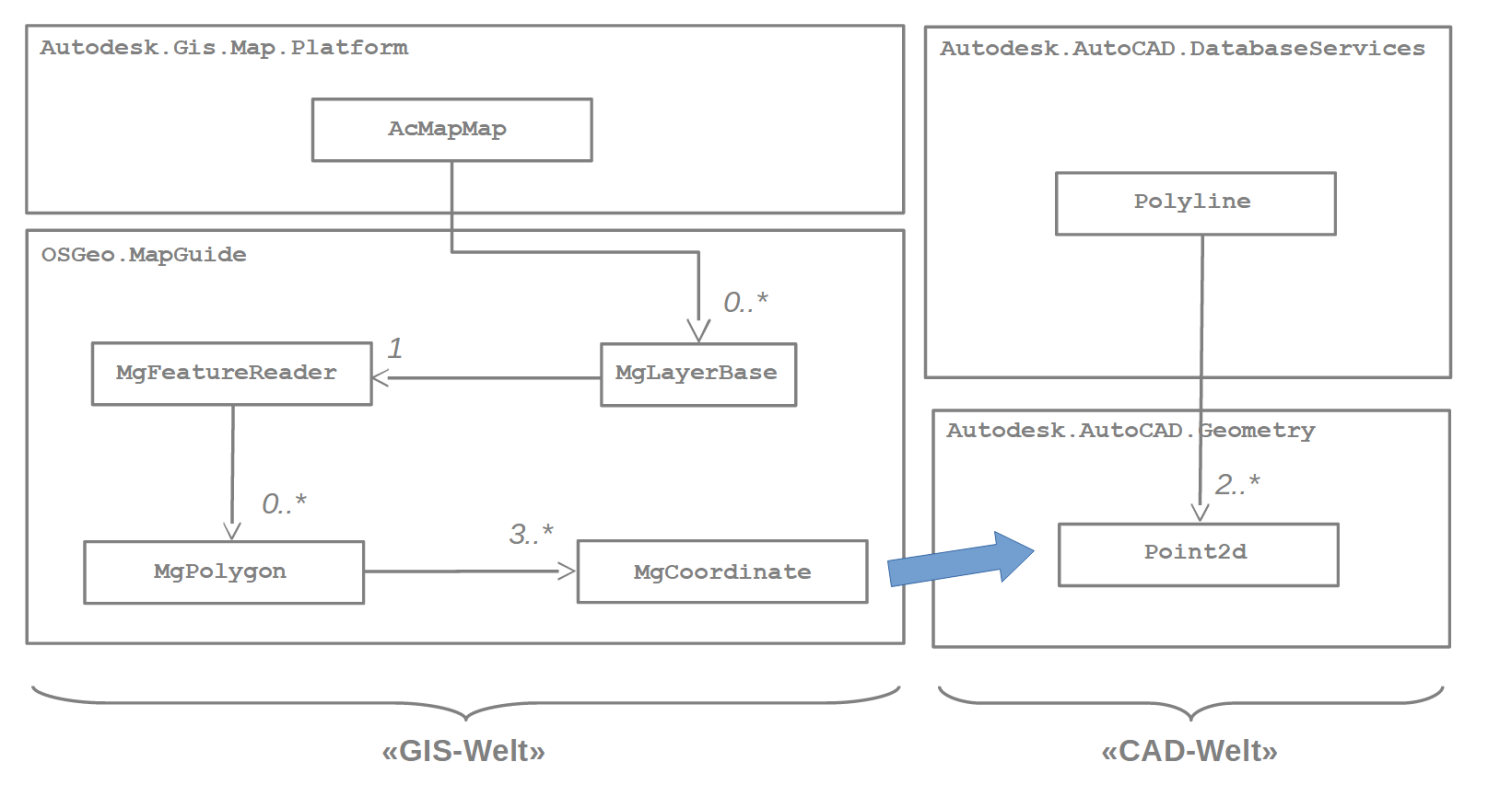 Autodesk.Gis.Map.Platform
AcMapMap
OSGeo.MapGuide
0..*
1
MgFeatureReader
MgLayerBase
0..*
3..*
MgPolygon
MgCoordinate
«GIS-Welt»
Autodesk.AutoCAD.DatabaseServices
Polyline
Autodesk.AutoCAD.Geometry
2..*
Point2d
«CAD-Welt»